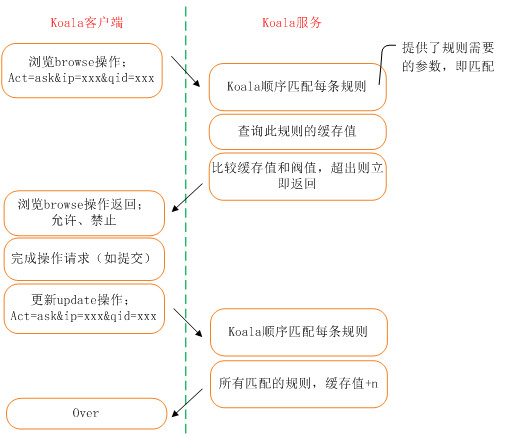 Koala客户端
Koala服务
浏览browse操作；
Act=ask&ip=xxx&qid=xxx
提供了规则需要
的参数，即匹配
Koala顺序匹配每条规则
查询此规则的缓存值
比较缓存值和阀值，超出则立
即返回
浏览browse操作返回；
允许、禁止
完成操作请求（如提交）
更新update操作；
Act=ask&ip=xxx&qid=xxx
Koala顺序匹配每条规则
所有匹配的规则，缓存值+n
Over